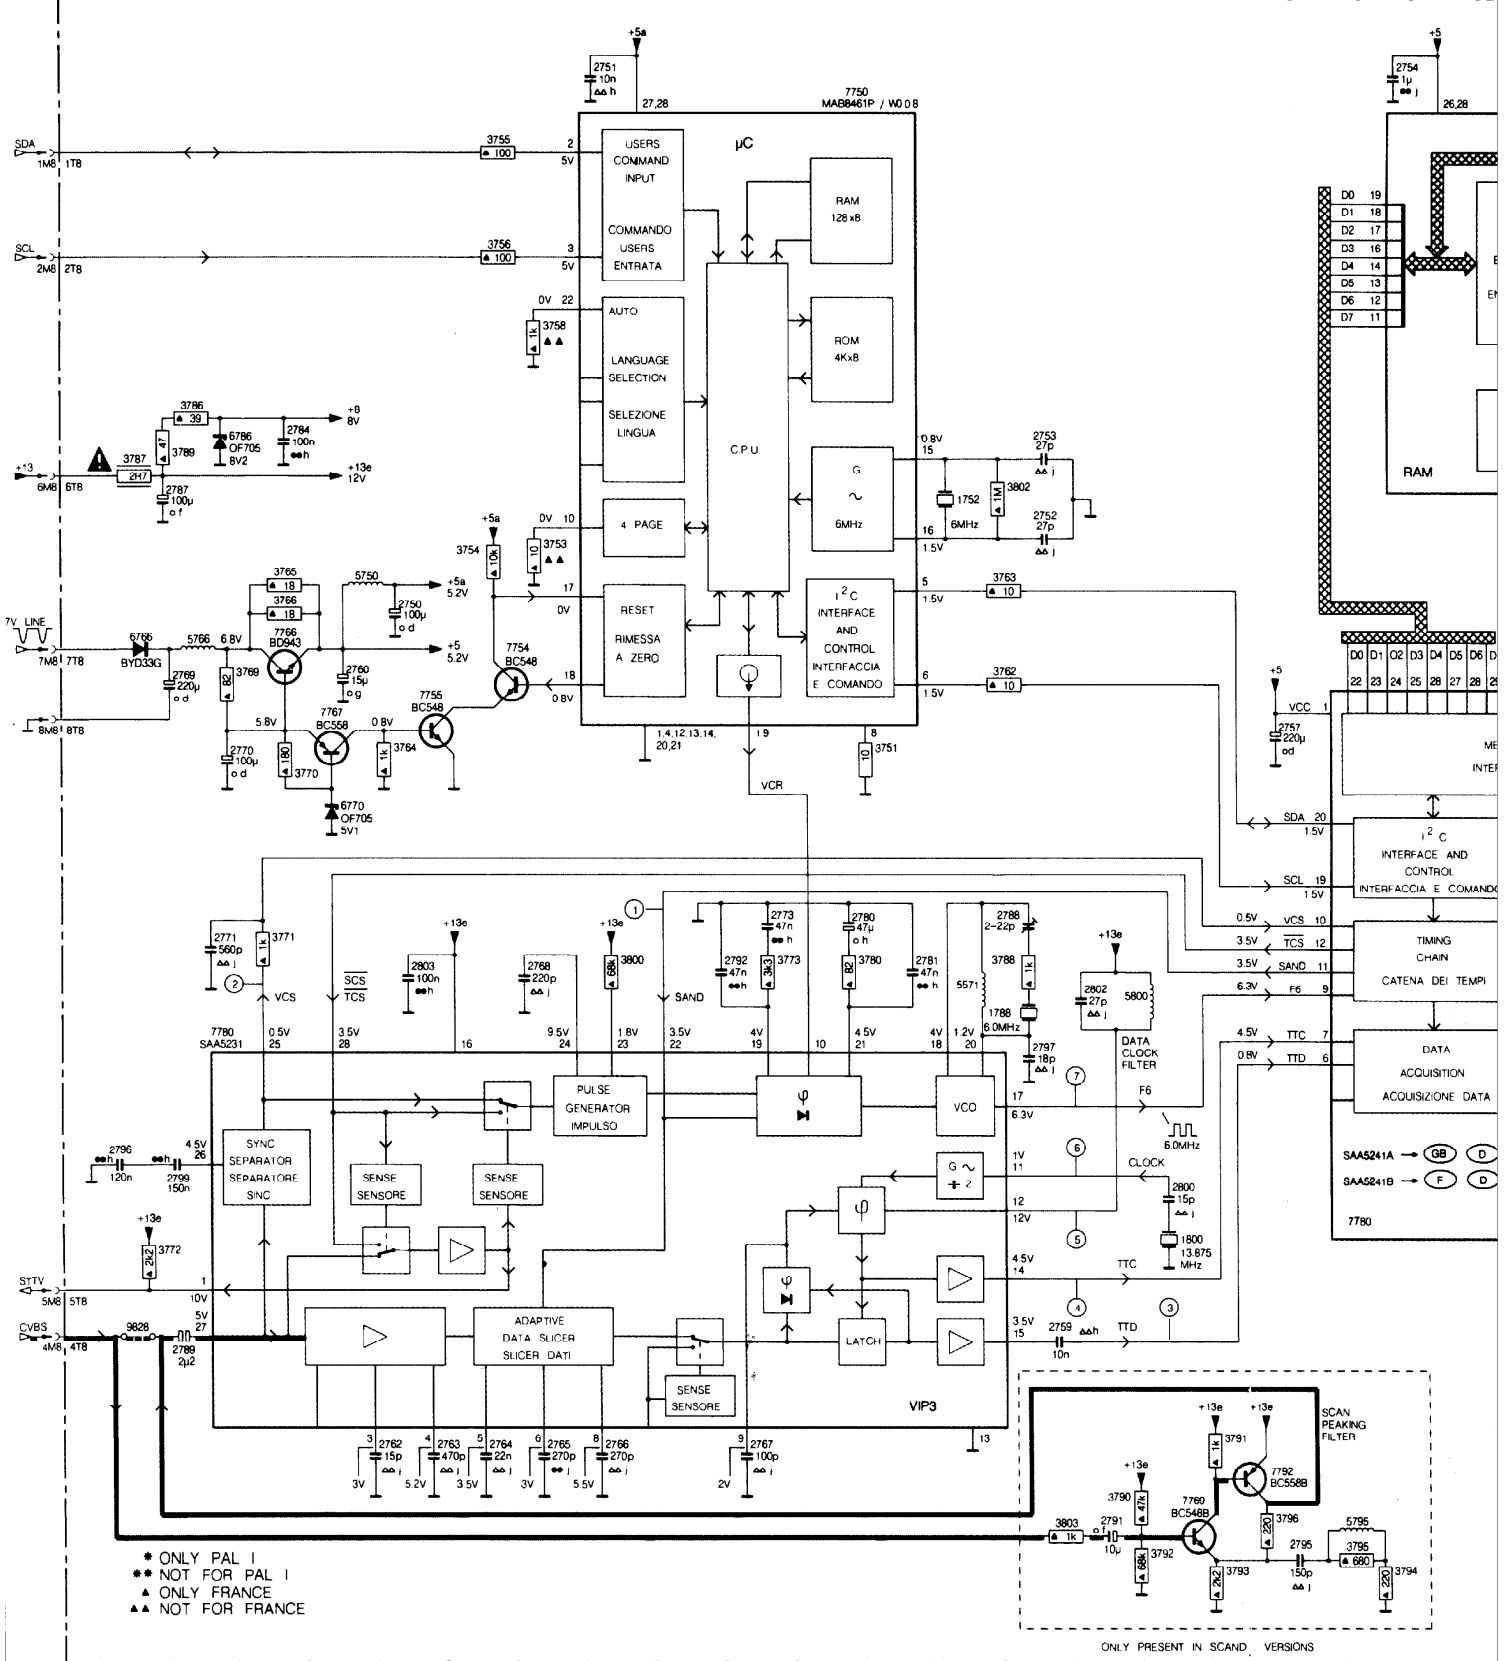 +5a
2751
10n
ΔΔ h
27,28
7750
MAB8461P / W008
+5
2754
1µ
●● j
26,28
SDA
1M8 1T8
3755
▲ 100
2
5V
USERS
COMMAND
INPUT
COMMANDO
USERS
ENTRATA
µC
RAM
128x8
SCL
2M8 2T8
3756
▲ 100
3
5V
D0 19
D1 18
D2 17
D3 16
D4 14
D5 13
D6 12
D7 11
0V 22
▲ 1k
3758
▲ ▲
AUTO
LANGUAGE
SELECTION
SELEZIONE
LINGUA
ROM
4Kx8
C.P.U.
RAM
3786
▲ 39
▲ 47
3789
6786
OF705
8V2
2784
100n
●●h
+8
8V
+13
6M8 6T8
3787
2R7
2787
100µ
o f
+13e
12V
G
∼
6MHz
0.8V
15
16
1.5V
1752
6MHz
▲ 1M
3802
2753
27p
ΔΔ j
2752
27p
ΔΔ j
+5a
3754
▲ 10k
0V 10
▲ 10
3753
▲ ▲
4 PAGE
17
0V
RESET
RIMESSA
A ZERO
18
0.8V
I²C
INTERFACE
AND
CONTROL
INTERFACCIA
E COMANDO
5
1.5V
3763
▲ 10
6
1.5V
3762
▲ 10
7V LINE
7M8 7T8
6766
BYD33G
5766
6.8V
3765
▲ 18
3766
▲ 18
7766
BD943
5750
+5a
5.2V
2750
100µ
o d
+5
5.2V
2760
15µ
o g
2769
220µ
o d
▲ 82
3769
8M8 8T8
5.8V
7767
BC558
0.8V
2770
100µ
o d
▲ 180
3770
▲ 1k
3764
7755
BC548
7754
BC548
6770
OF705
5V1
1,4,12,13,14,
20,21
19
8
10
3751
VCR
D0 D1 D2 D3 D4 D5 D6
22 23 24 25 26 27 28
+5
VCC 1
2757
220µ
od
SDA 20
1.5V
SCL 19
1.5V
I² C
INTERFACE AND
CONTROL
INTERFACCIA E COMANDO
0.5V VCS 10
3.5V TCS 12
3.5V SAND 11
6.3V F6 9
TIMING
CHAIN
CATENA DEI TEMPI
4.5V TTC 7
0.8V TTD 6
DATA
ACQUISITION
ACQUISIZIONE DATA
SAA5241A → GB D
SAA5241B → F D
7780
2771
560p
ΔΔ j
▲ 1k
3771
2
VCS
SCS
TCS
2803
100n
●●h
+13e
2768
220p
ΔΔ j
+13e
▲ 68k
3800
1
SAND
2792
47n
●●h
2773
47n
●● h
▲ 3k3
3773
2780
47µ
o h
▲ 82
3780
2781
47n
●● h
5571
2788
2-22p
3788
▲ 1k
1788
6.0MHz
2797
18p
ΔΔ j
+13e
2802
27p
ΔΔ j
5800
DATA
CLOCK
FILTER
7780
SAA5231
0.5V
25
3.5V
28
16
9.5V
24
1.8V
23
3.5V
22
4V
19
10
4.5V
21
4V
18
1.2V
20
PULSE
GENERATOR
IMPULSO
φ
VCO
17
6.3V
7
F6
6.0MHz
2796
120n
●●h
2799
150n
●●h
4.5V
26
SYNC
SEPARATOR
SEPARATORE
SINC
SENSE
SENSORE
SENSE
SENSORE
G ∼
÷ 2
1V
11
6
CLOCK
φ
12
12V
5
2800
15p
ΔΔ j
1800
13.875
MHz
+13e
▲ 2k2
3772
STTV
5M8 5T8
1
10V
φ
4.5V
14
4
TTC
CVBS
4M8 4T8
9828
2789
2µ2
5V
27
ADAPTIVE
DATA SLICER
SLICER DATI
LATCH
3.5V
15
2759
10n
ΔΔh
TTD
3
SENSE
SENSORE
VIP3
3
2762
15p
ΔΔ j
3V
4
2763
470p
ΔΔ j
5.2V
5
2764
22n
ΔΔ j
3.5V
6
2765
270p
●● j
3V
8
2766
270p
ΔΔ j
5.5V
9
2767
100p
ΔΔ j
2V
13
SCAN
PEAKING
FILTER
+13e
+13e
3791
▲ 1k
7792
BC558B
+13e
3790
▲ 47k
7769
BC548B
3803
▲ 1k
o f
2791
10µ
▲ 68k
3792
▲ 2k2
3793
▲ 220
3796
2795
150p
ΔΔ j
5795
3795
▲ 680
▲ 220
3794
ONLY PRESENT IN SCAND. VERSIONS
* ONLY PAL I
** NOT FOR PAL I
▲ ONLY FRANCE
▲▲ NOT FOR FRANCE